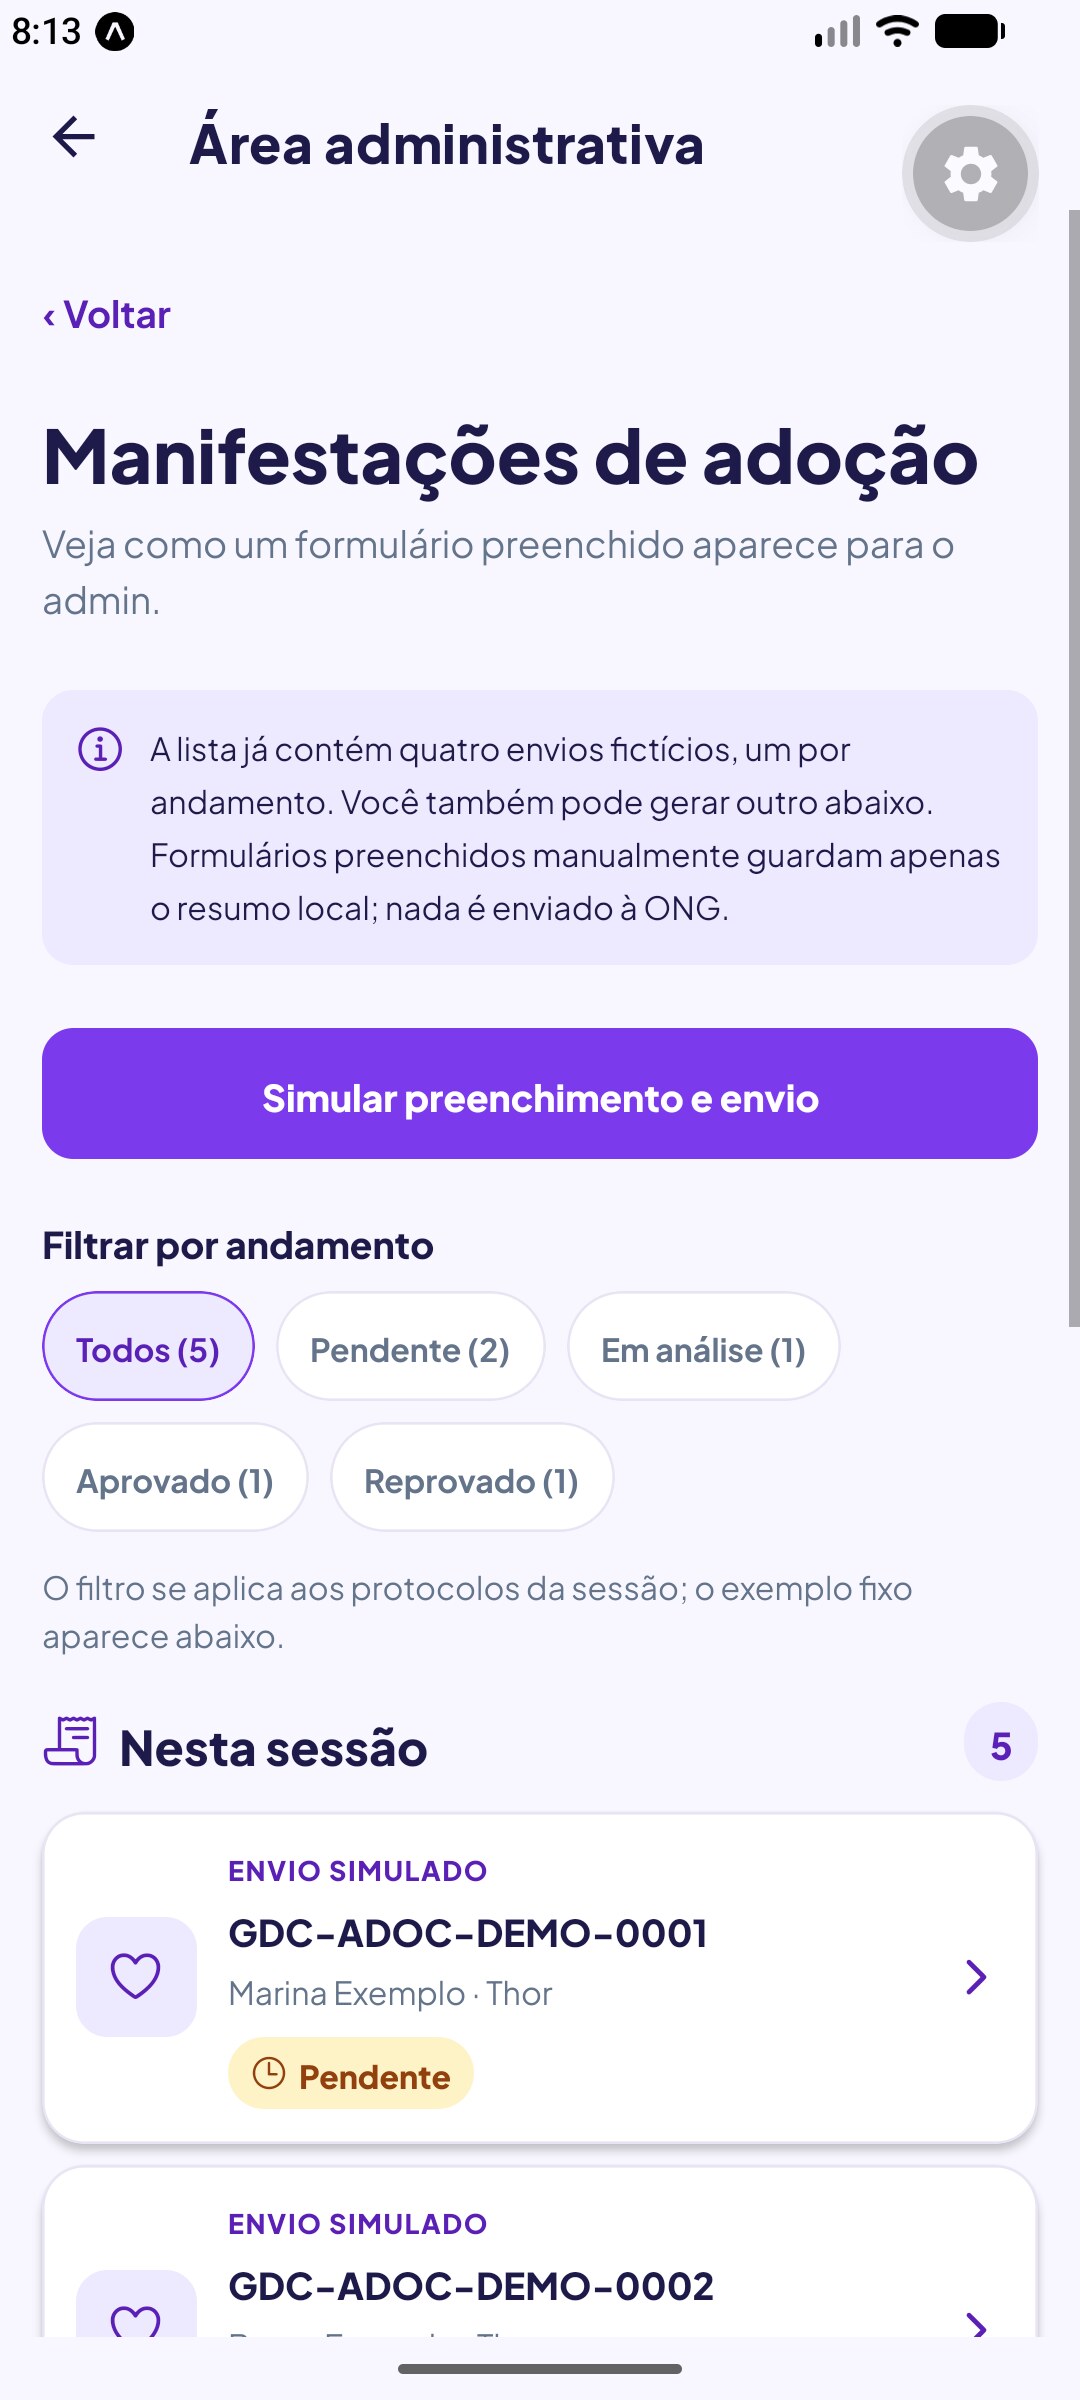 8:13
Área administrativa
‹ Voltar
Manifestações de adoção
Veja como um formulário preenchido aparece para o
admin.
A lista já contém quatro envios fictícios, um por
andamento. Você também pode gerar outro abaixo.
Formulários preenchidos manualmente guardam apenas
o resumo local; nada é enviado à ONG.
Simular preenchimento e envio
Filtrar por andamento
Todos (5)
Pendente (2)
Em análise (1)
Aprovado (1)
Reprovado (1)
O filtro se aplica aos protocolos da sessão; o exemplo fixo
aparece abaixo.
Nesta sessão
5
ENVIO SIMULADO
GDC-ADOC-DEMO-0001
Marina Exemplo · Thor
Pendente
ENVIO SIMULADO
GDC-ADOC-DEMO-0002